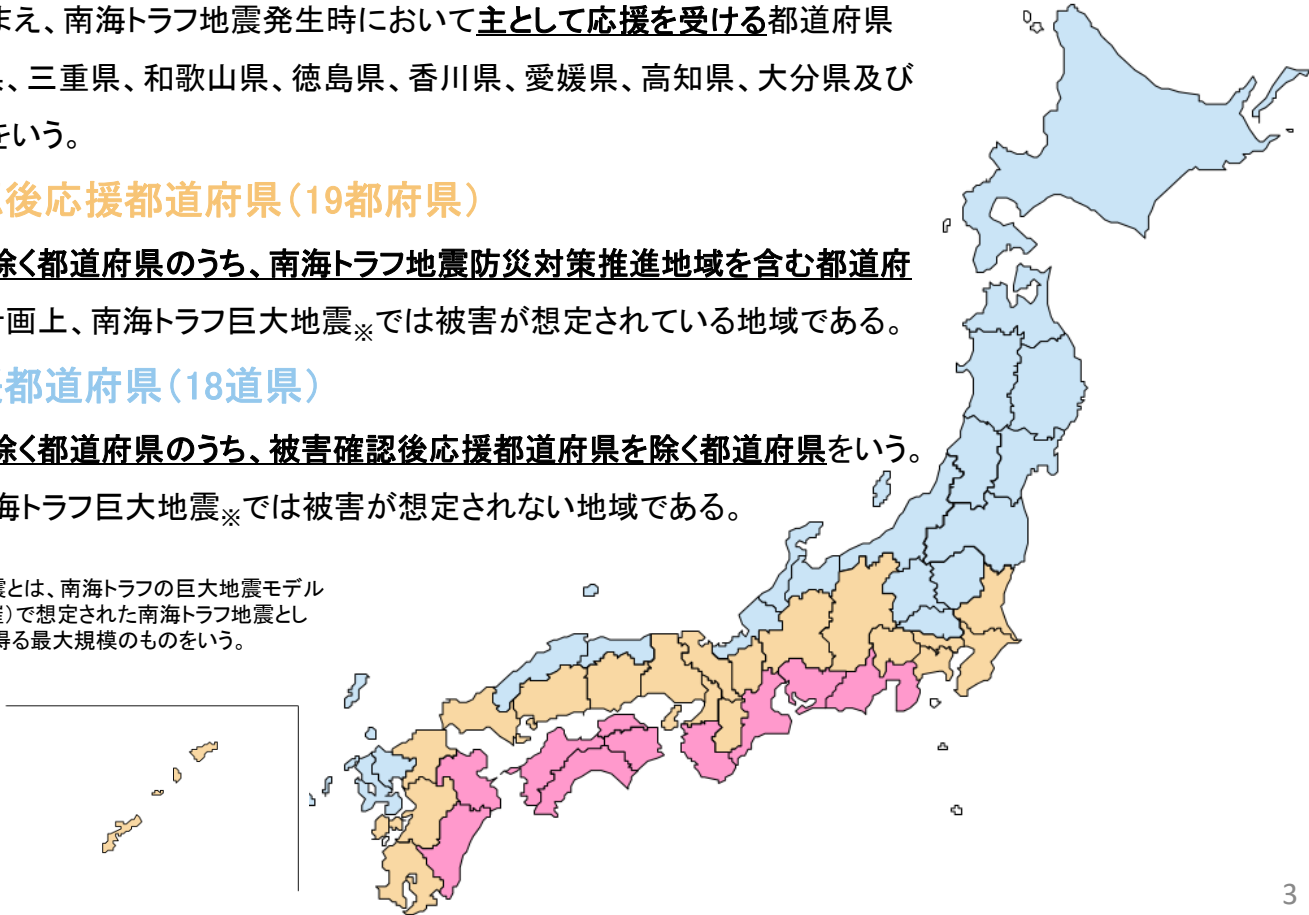 まえ、南海トラフ地震発生時において主として応援を受ける都道府県
、三重県、和歌山県、徳島県、香川県、愛媛県、高知県、大分県及び
をいう。
後応援都道府県（19都府県）
除く都道府県のうち、南海トラフ地震防災対策推進地域を含む都道府
画上、南海トラフ巨大地震※では被害が想定されている地域である。
都道府県（18道県）
除く都道府県のうち、被害確認後応援都道府県を除く都道府県をいう。
海トラフ巨大地震※では被害が想定されない地域である。
震とは、南海トラフの巨大地震モデル
）で想定された南海トラフ地震とし
得る最大規模のものをいう。
3